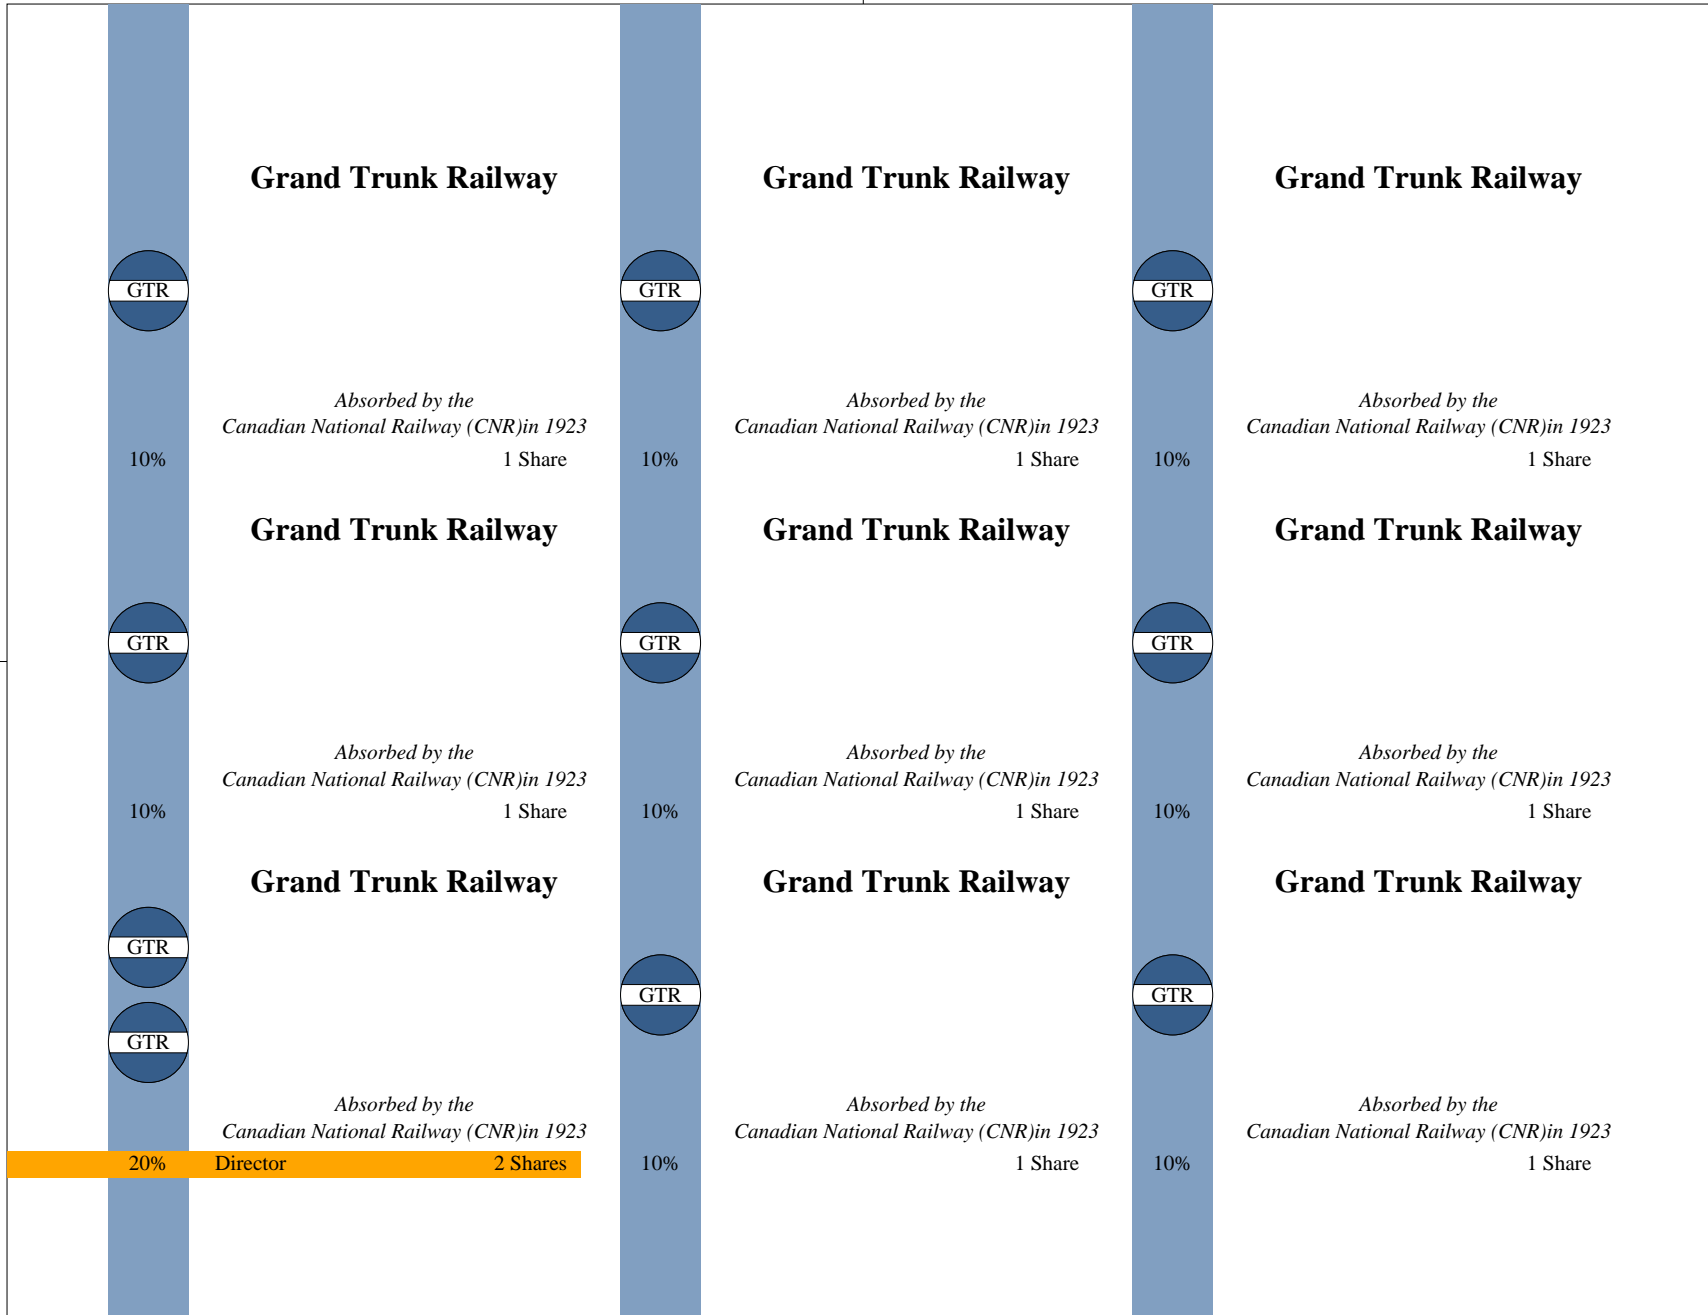 Grand Trunk Railway
GTR
Absorbed by the
Canadian National Railway (CNR)in 1923
10% 1 Share
Grand Trunk Railway
GTR
Absorbed by the
Canadian National Railway (CNR)in 1923
10% 1 Share
Grand Trunk Railway
GTR
Absorbed by the
Canadian National Railway (CNR)in 1923
10% 1 Share
Grand Trunk Railway
GTR
Absorbed by the
Canadian National Railway (CNR)in 1923
10% 1 Share
Grand Trunk Railway
GTR
Absorbed by the
Canadian National Railway (CNR)in 1923
10% 1 Share
Grand Trunk Railway
GTR
Absorbed by the
Canadian National Railway (CNR)in 1923
10% 1 Share
Grand Trunk Railway
GTR
GTR
Absorbed by the
Canadian National Railway (CNR)in 1923
20% Director 2 Shares
Grand Trunk Railway
GTR
Absorbed by the
Canadian National Railway (CNR)in 1923
10% 1 Share
Grand Trunk Railway
GTR
Absorbed by the
Canadian National Railway (CNR)in 1923
10% 1 Share